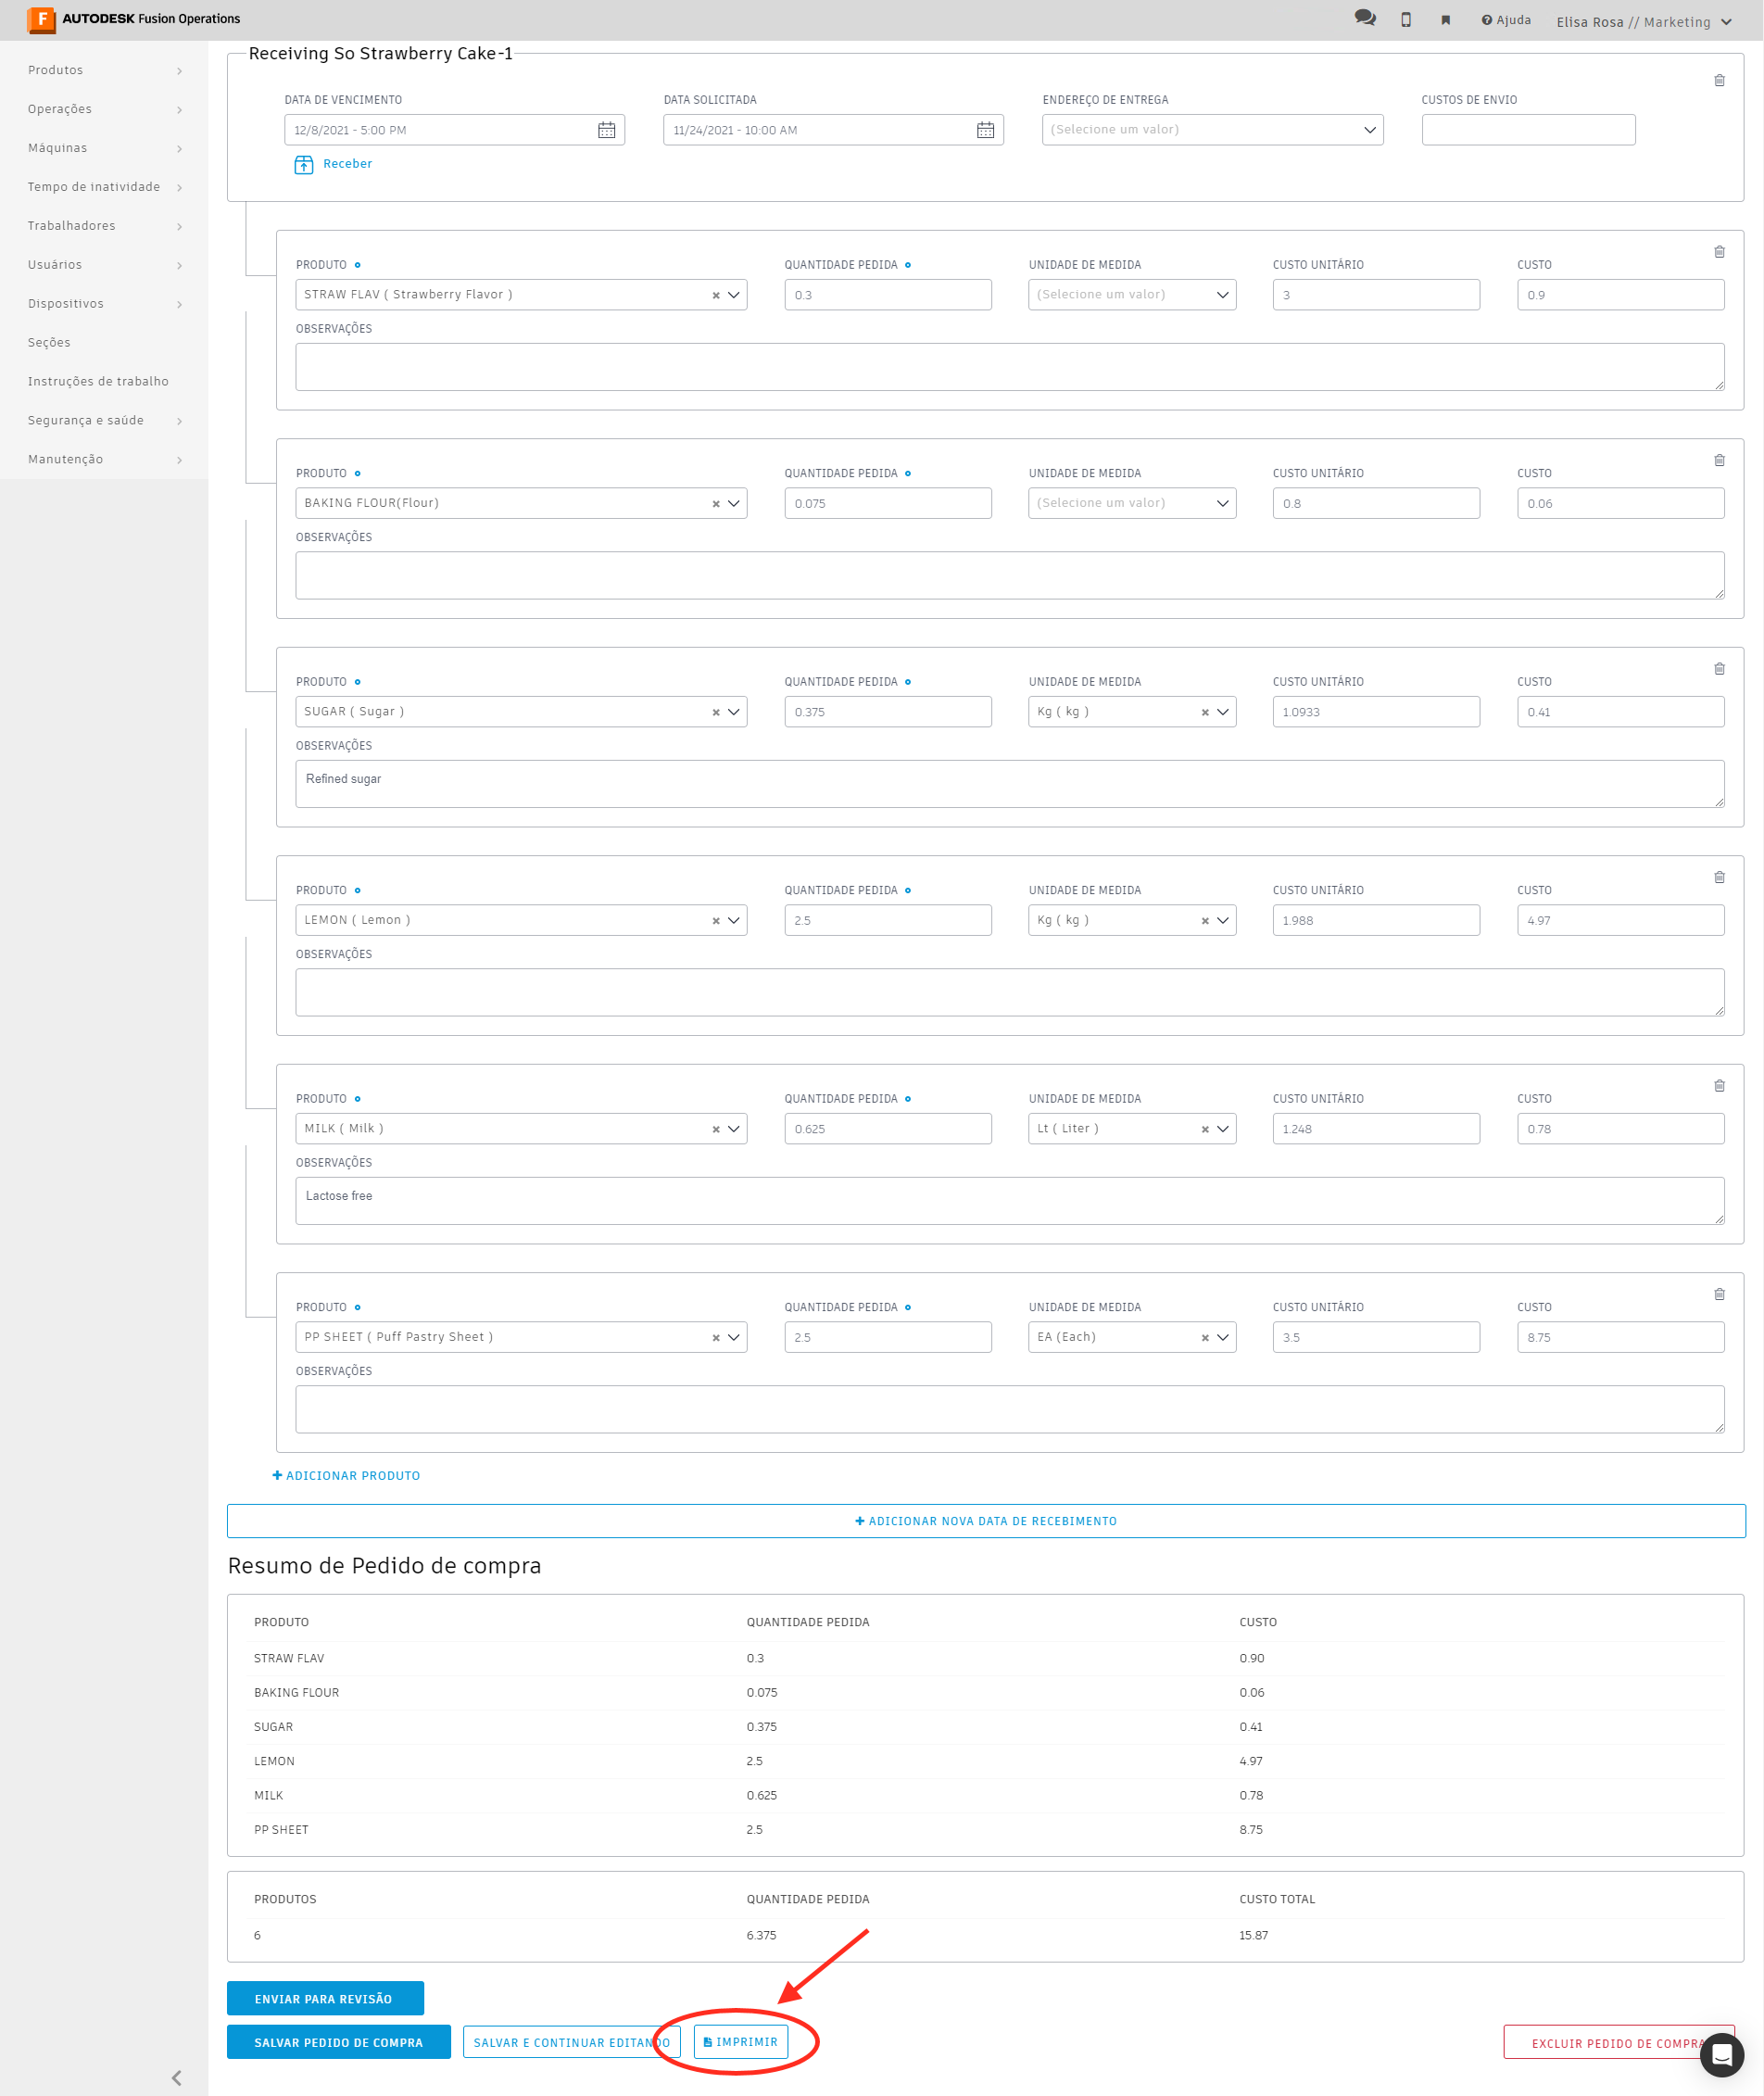 F AUTODESK Fusion Operations
Ajuda
Elisa Rosa // Marketing
Produtos
Operações
Máquinas
Tempo de inatividade
Trabalhadores
Usuários
Dispositivos
Seções
Instruções de trabalho
Segurança e saúde
Manutenção
Receiving So Strawberry Cake-1
DATA DE VENCIMENTO DATA SOLICITADA ENDEREÇO DE ENTREGA CUSTOS DE ENVIO
12/8/2021 - 5:00 PM 11/24/2021 - 10:00 AM (Selecione um valor)
Receber
PRODUTO QUANTIDADE PEDIDA UNIDADE DE MEDIDA CUSTO UNITÁRIO CUSTO
STRAW FLAV ( Strawberry Flavor ) 0.3 (Selecione um valor) 3 0.9
OBSERVAÇÕES
PRODUTO QUANTIDADE PEDIDA UNIDADE DE MEDIDA CUSTO UNITÁRIO CUSTO
BAKING FLOUR(Flour) 0.075 (Selecione um valor) 0.8 0.06
OBSERVAÇÕES
PRODUTO QUANTIDADE PEDIDA UNIDADE DE MEDIDA CUSTO UNITÁRIO CUSTO
SUGAR ( Sugar ) 0.375 Kg ( kg ) 1.0933 0.41
OBSERVAÇÕES
Refined sugar
PRODUTO QUANTIDADE PEDIDA UNIDADE DE MEDIDA CUSTO UNITÁRIO CUSTO
LEMON ( Lemon ) 2.5 Kg ( kg ) 1.988 4.97
OBSERVAÇÕES
PRODUTO QUANTIDADE PEDIDA UNIDADE DE MEDIDA CUSTO UNITÁRIO CUSTO
MILK ( Milk ) 0.625 Lt ( Liter ) 1.248 0.78
OBSERVAÇÕES
Lactose free
PRODUTO QUANTIDADE PEDIDA UNIDADE DE MEDIDA CUSTO UNITÁRIO CUSTO
PP SHEET ( Puff Pastry Sheet ) 2.5 EA (Each) 3.5 8.75
OBSERVAÇÕES
+ ADICIONAR PRODUTO
+ ADICIONAR NOVA DATA DE RECEBIMENTO
Resumo de Pedido de compra
PRODUTO QUANTIDADE PEDIDA CUSTO
STRAW FLAV 0.3 0.90
BAKING FLOUR 0.075 0.06
SUGAR 0.375 0.41
LEMON 2.5 4.97
MILK 0.625 0.78
PP SHEET 2.5 8.75
PRODUTOS QUANTIDADE PEDIDA CUSTO TOTAL
6 6.375 15.87
ENVIAR PARA REVISÃO
SALVAR PEDIDO DE COMPRA SALVAR E CONTINUAR EDITANDO IMPRIMIR EXCLUIR PEDIDO DE COMPRA